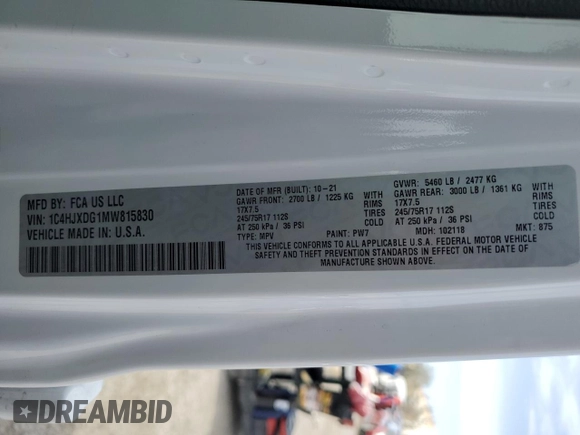 MFD BY: FCA US LLC
VIN: 1C4HJXDG1MW815830
VEHICLE MADE IN: U.S.A.
DATE OF MFR (BUILT): 10-21
GAWR FRONT: 2700 LB / 1225 KG WITH
17X7.5 RIMS
245/75R17 112S TIRES
AT 250 kPa / 36 PSI COLD
TYPE: MPV
PAINT: PW7
GVWR: 5460 LB / 2477 KG
GAWR REAR: 3000 LB / 1361 KG WITH
17X7.5 RIMS
245/75R17 112S TIRES
AT 250 kPa / 36 PSI COLD
MDH: 102118
MKT: 875
THIS VEHICLE CONFORMS TO ALL APPLICABLE U.S.A. FEDERAL MOTOR VEHICLE
SAFETY AND THEFT PREVENTION STANDARDS IN EFFECT ON THE DATE OF
MANUFACTURE SHOWN ABOVE.
DREAMBID